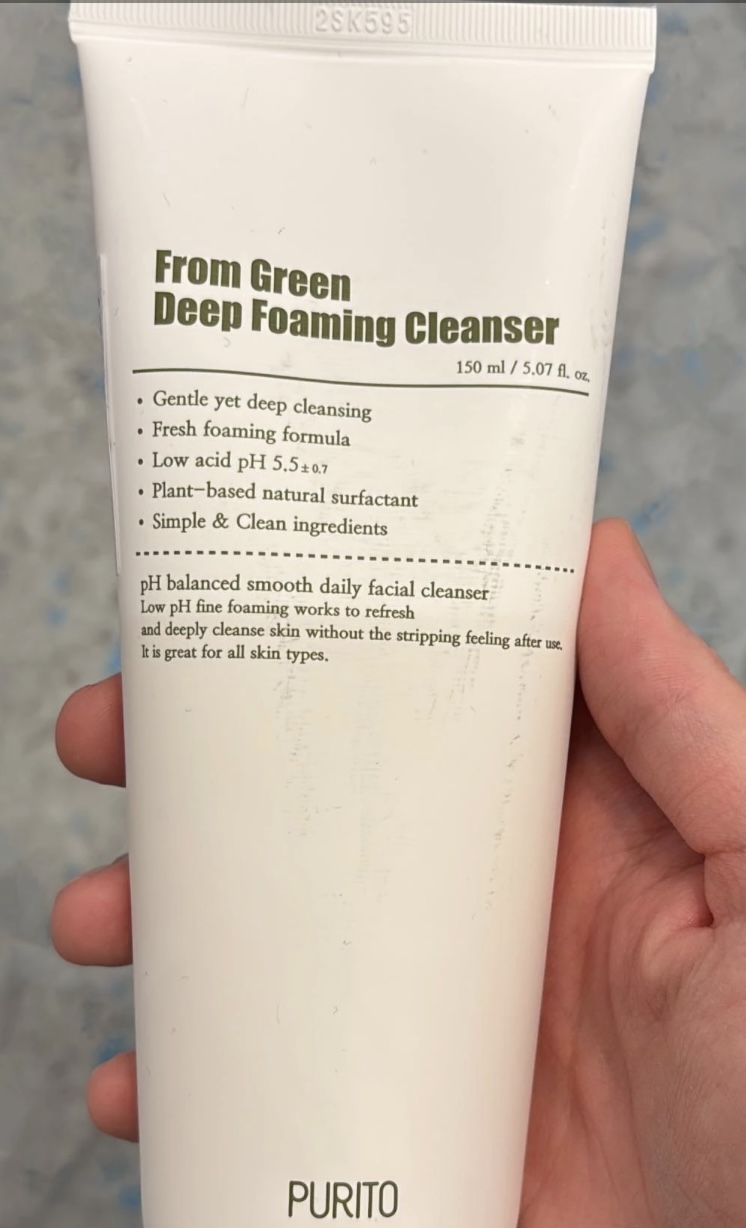 2SK595
From Green
Deep Foaming Cleanser
150 ml / 5.07 fl. oz.
• Gentle yet deep cleansing
• Fresh foaming formula
• Low acid pH 5.5±0.7
• Plant-based natural surfactant
• Simple & Clean ingredients
pH balanced smooth daily facial cleanser
Low pH fine foaming works to refresh
and deeply cleanse skin without the stripping feeling after use.
It is great for all skin types.
PURITO